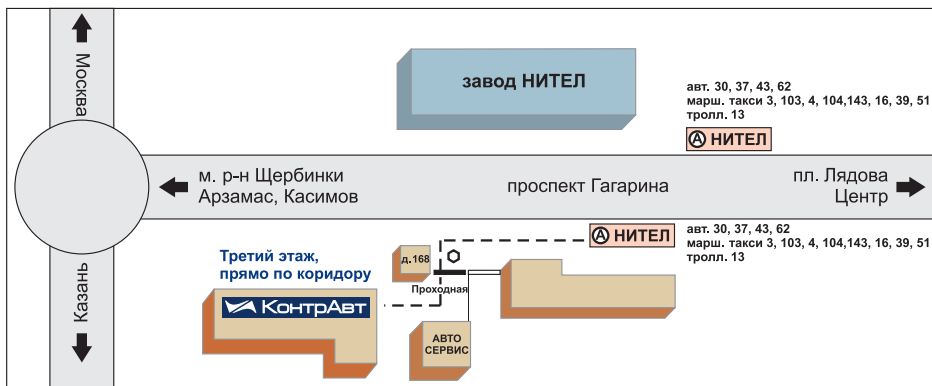 Москва
завод НИТЕЛ
авт. 30, 37, 43, 62
марш. такси 3, 103, 4, 104,143, 16, 39, 51
тролл. 13
А НИТЕЛ
м. р-н Щербинки
Арзамас, Касимов
проспект Гагарина
пл. Лядова
Центр
А НИТЕЛ
авт. 30, 37, 43, 62
марш. такси 3, 103, 4, 104,143, 16, 39, 51
тролл. 13
Третий этаж,
прямо по коридору
д.168
Проходная
КонтрАвт
Казань
АВТО
СЕРВИС